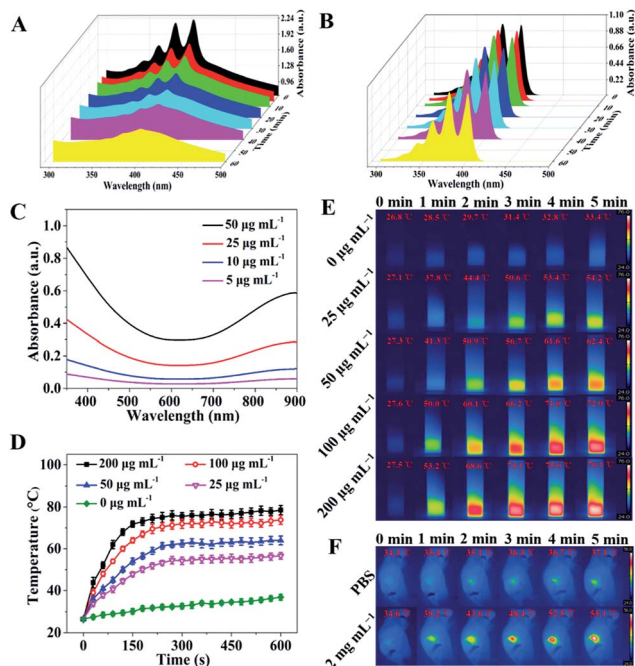 A
Absorbance (a.u.)
2.24
1.92
1.60
1.28
0.96
0
10
20
30
40
50
60
Time (min)
300 350 400 450 500
Wavelength (nm)
B
Absorbance (a.u.)
1.10
0.88
0.66
0.44
0.22
0
10
20
30
40
50
60
Time (min)
300 350 400 450 500
Wavelength (nm)
C
Absorbance (a.u.)
1.0
0.8
0.6
0.4
0.2
0.0
50 µg mL⁻¹
25 µg mL⁻¹
10 µg mL⁻¹
5 µg mL⁻¹
400 500 600 700 800 900
Wavelength (nm)
D
200 µg mL⁻¹ 100 µg mL⁻¹
50 µg mL⁻¹ 25 µg mL⁻¹
0 µg mL⁻¹
Temperature (°C)
100
80
60
40
20
0 150 300 450 600
Time (s)
E
0 min 1 min 2 min 3 min 4 min 5 min
0 µg mL⁻¹
26.8 °C 28.5 °C 29.7 °C 31.4 °C 32.8 °C 33.4 °C
76.0
24.0
25 µg mL⁻¹
27.1 °C 37.8 °C 44.4 °C 50.6 °C 53.4 °C 54.2 °C
50 µg mL⁻¹
27.3 °C 41.3 °C 50.9 °C 56.7 °C 61.6 °C 62.4 °C
100 µg mL⁻¹
27.6 °C 50.0 °C 60.1 °C
200 µg mL⁻¹
27.5 °C 53.2 °C 68.6 °C
24.0
F
0 min 1 min 2 min 3 min 4 min 5 min
PBS
2 mg mL⁻¹
34.6